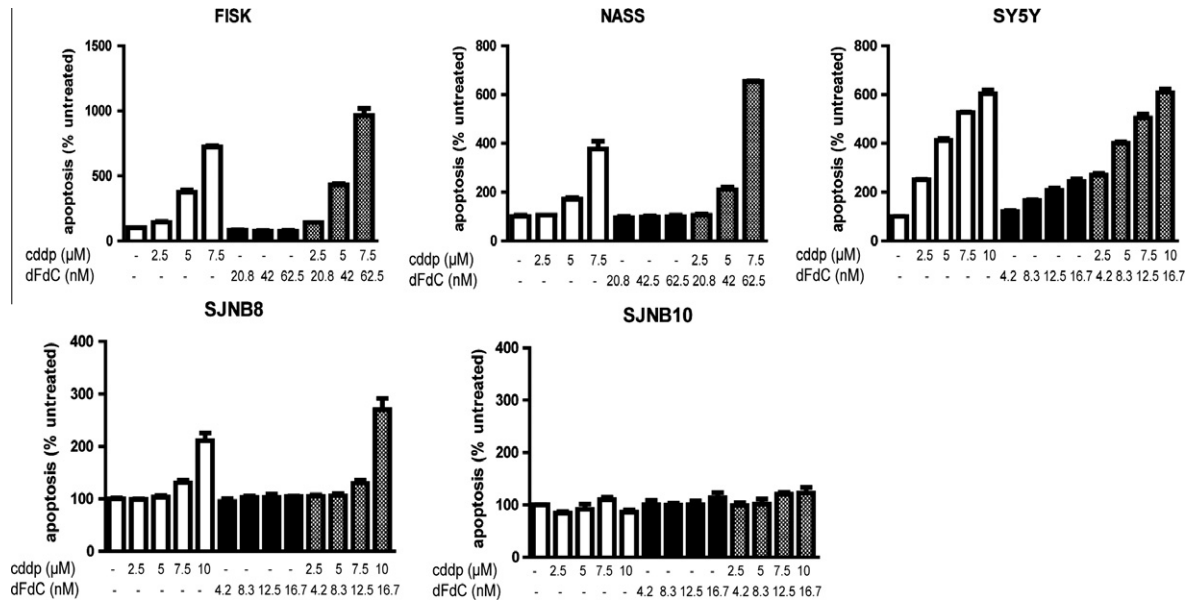 FISK
apoptosis (% untreated)
1500
1000
500
0
cddp (µM) - 2.5 5 7.5 - - - 2.5 5 7.5
dFdC (nM) - - - - 20.8 42 62.5 20.8 42 62.5
NASS
apoptosis (% untreated)
800
600
400
200
0
- 2.5 5 7.5 - - - 2.5 5 7.5
- - - - 20.8 42.5 62.5 20.8 42 62.5
SY5Y
apoptosis (% untreated)
800
600
400
200
0
cddp (µM) - 2.5 5 7.5 10 - - - - 2.5 5 7.5 10
dFdC (nM) - - - - - 4.2 8.3 12.5 16.7 4.2 8.3 12.5 16.7
SJNB8
apoptosis (% untreated)
400
300
200
100
0
cddp (µM) - 2.5 5 7.5 10 - - - - 2.5 5 7.5 10
dFdC (nM) - - - - - 4.2 8.3 12.5 16.7 4.2 8.3 12.5 16.7
SJNB10
apoptosis (% untreated)
400
300
200
100
0
cddp (µM) - 2.5 5 7.5 10 - - - - 2.5 5 7.5 10
dFdC (nM) - - - - - 4.2 8.3 12.5 16.7 4.2 8.3 12.5 16.7